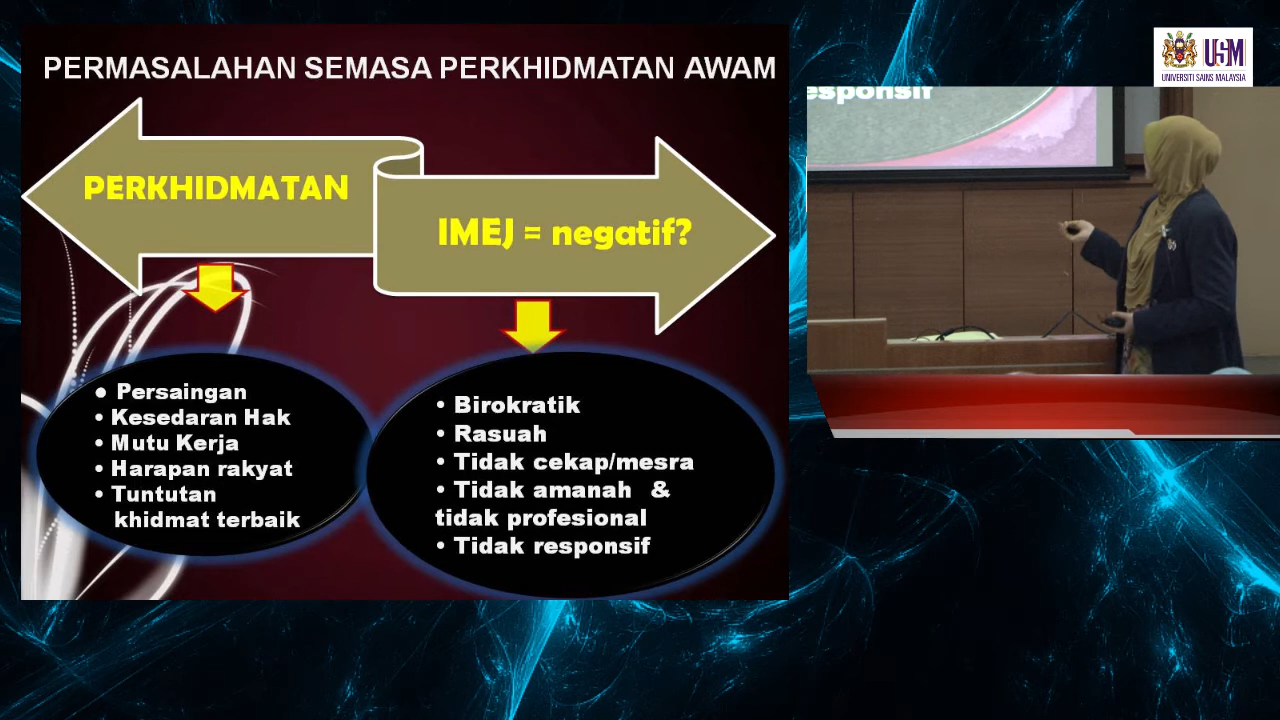 PERMASALAHAN SEMASA PERKHIDMATAN AWAM
PERKHIDMATAN
IMEJ = negatif?
• Persaingan
• Kesedaran Hak
• Mutu Kerja
• Harapan rakyat
• Tuntutan
khidmat terbaik
• Birokratik
• Rasuah
• Tidak cekap/mesra
• Tidak amanah &
tidak profesional
• Tidak responsif
USM
UNIVERSITI SAINS MALAYSIA